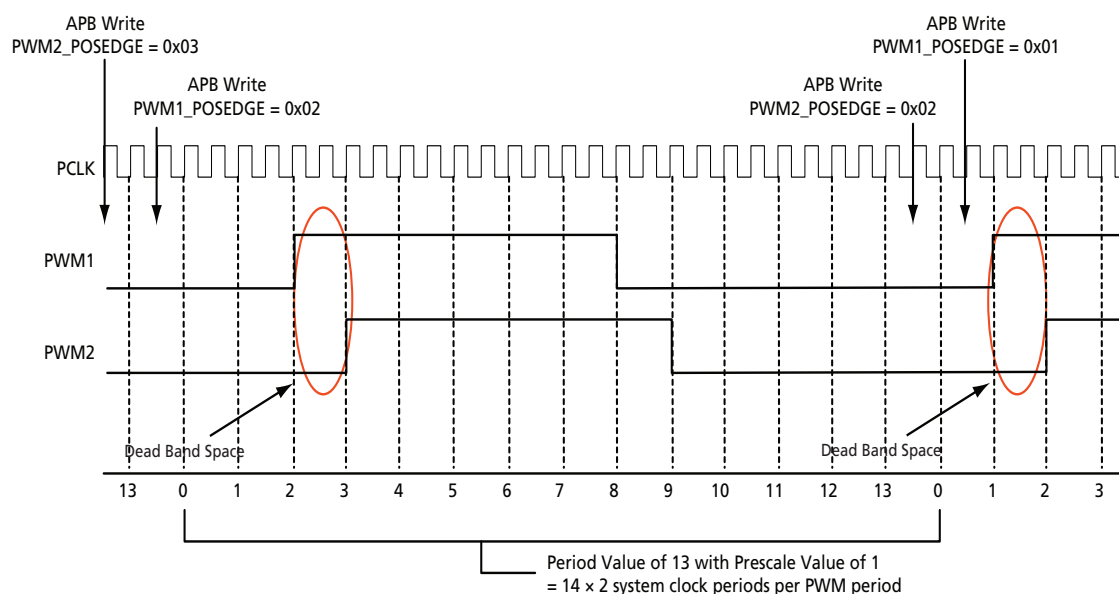 APB Write
PWM2_POSEDGE = 0x03
APB Write
PWM1_POSEDGE = 0x01
APB Write
PWM1_POSEDGE = 0x02
APB Write
PWM2_POSEDGE = 0x02
PCLK
PWM1
PWM2
Dead Band Space
Dead Band Space
13 0 1 2 3 4 5 6 7 8 9 10 11 12 13 0 1 2 3
Period Value of 13 with Prescale Value of 1
= 14 × 2 system clock periods per PWM period